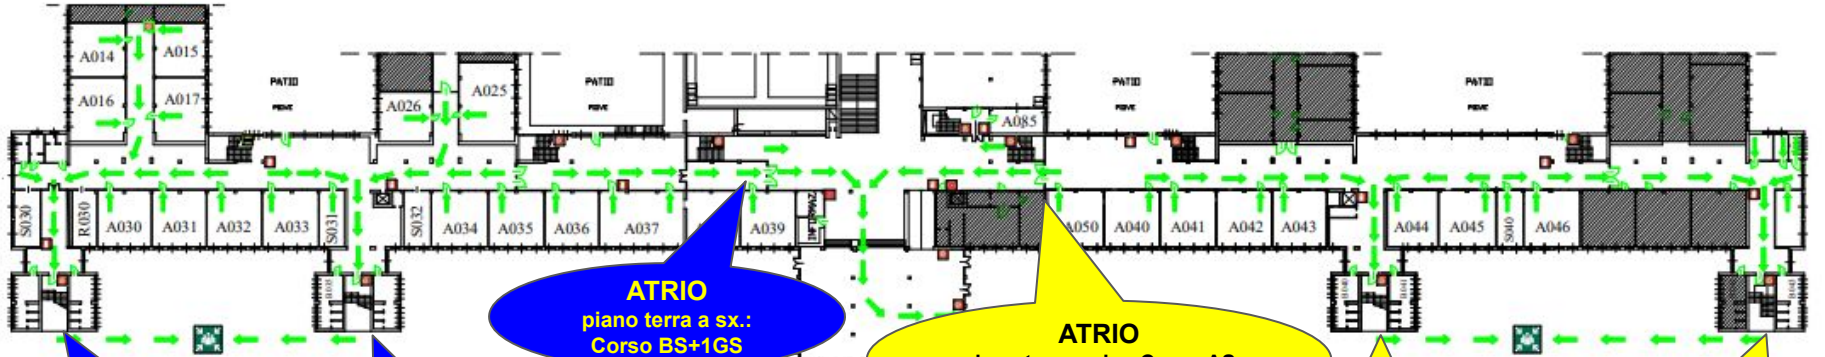 A014
A015
A016
A017
PATIO
A026
A025
PATIO
A085
PATIO
PATIO
S030
R030
A030
A031
A032
A033
S031
S032
A034
A035
A036
A037
A039
INFERMAZ
A050
A040
A041
A042
A043
A044
A045
S040
A046
ATRIO
piano terra a sx.:
Corso BS+1GS
ATRIO